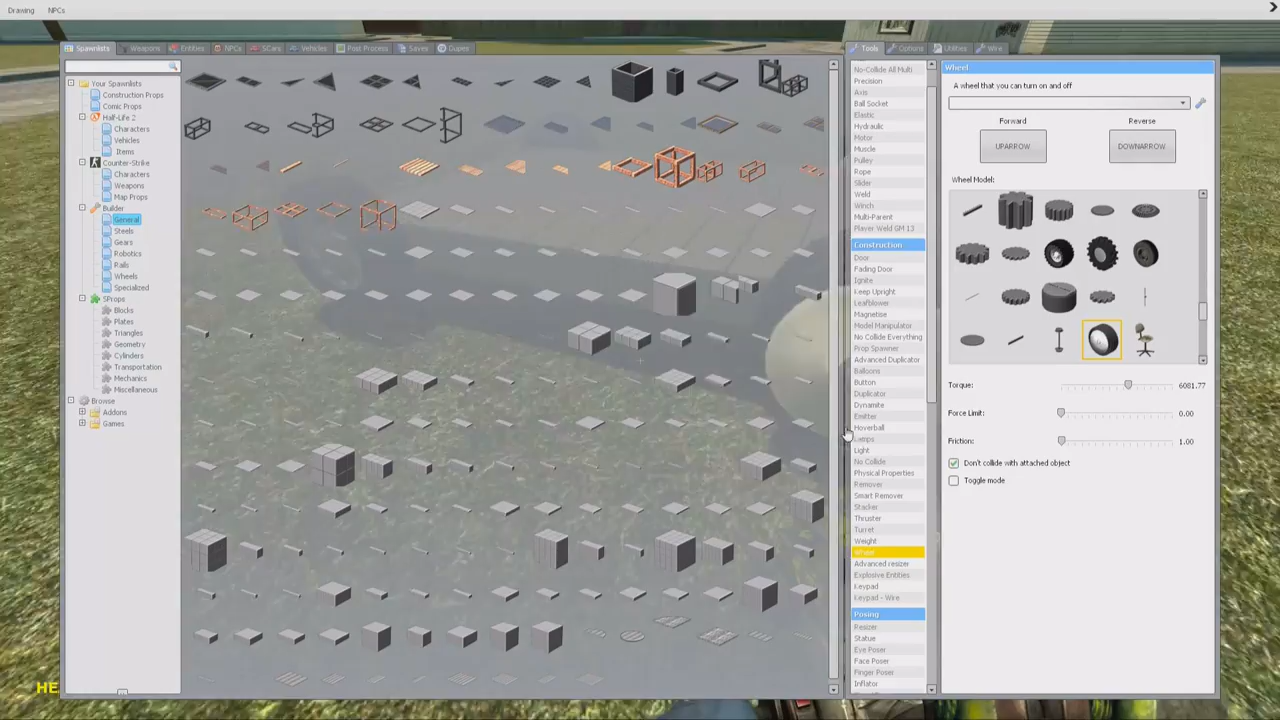 Drawing NPCs
Spawnlists Weapons Entities NPCs SCars Vehicles Post Process Saves Dupes
Your Spawnlists
Construction Props
Comic Props
Half-Life 2
Characters
Vehicles
Items
Counter-Strike
Characters
Weapons
Map Props
Builder
General
Steels
Gears
Robotics
Rails
Wheels
Specialized
SProps
Blocks
Plates
Triangles
Geometry
Cylinders
Transportation
Mechanics
Miscellaneous
Browse
Addons
Games
HE
Tools Options Utilities Wire
No-Collide All Multi
Precision
Axis
Ball Socket
Elastic
Hydraulic
Motor
Muscle
Pulley
Rope
Slider
Weld
Winch
Multi-Parent
Player Weld GM 13
Construction
Door
Fading Door
Ignite
Keep Upright
Leafblower
Magnetise
Model Manipulator
No Collide Everything
Prop Spawner
Advanced Duplicator
Balloons
Button
Duplicator
Dynamite
Emitter
Hoverball
Lamps
Light
No Collide
Physical Properties
Remover
Smart Remover
Stacker
Thruster
Turret
Weight
Wheel
Advanced resizer
Explosive Entities
Keypad
Keypad - Wire
Posing
Resizer
Statue
Eye Poser
Face Poser
Finger Poser
Inflator
Wheel
A wheel that you can turn on and off
Forward Reverse
UPARROW DOWNARROW
Wheel Model:
Torque: 6081.77
Force Limit: 0.00
Friction: 1.00
Don't collide with attached object
Toggle mode